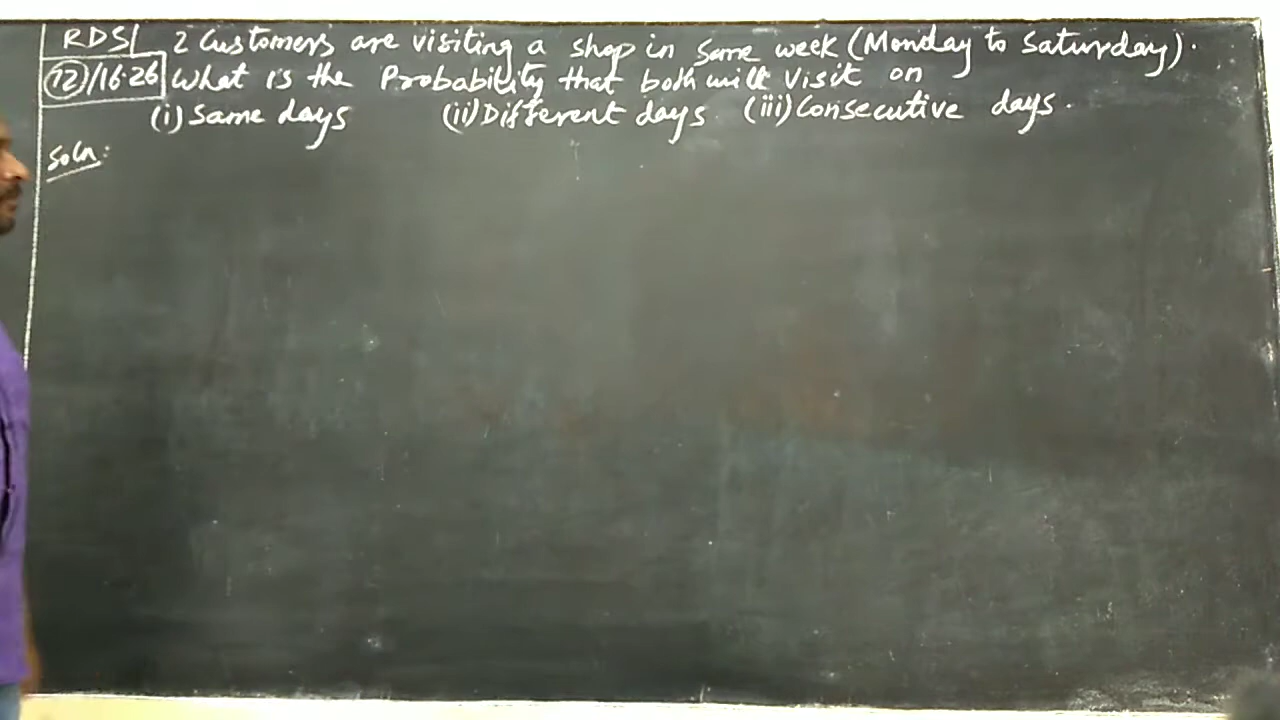 RDSL 2 Customers are visiting a shop in same week (Monday to Saturday).
(12)/16.26 What is the Probability that both will Visit on
(i) Same days (ii) Different days. (iii) Consecutive days.
Soln: